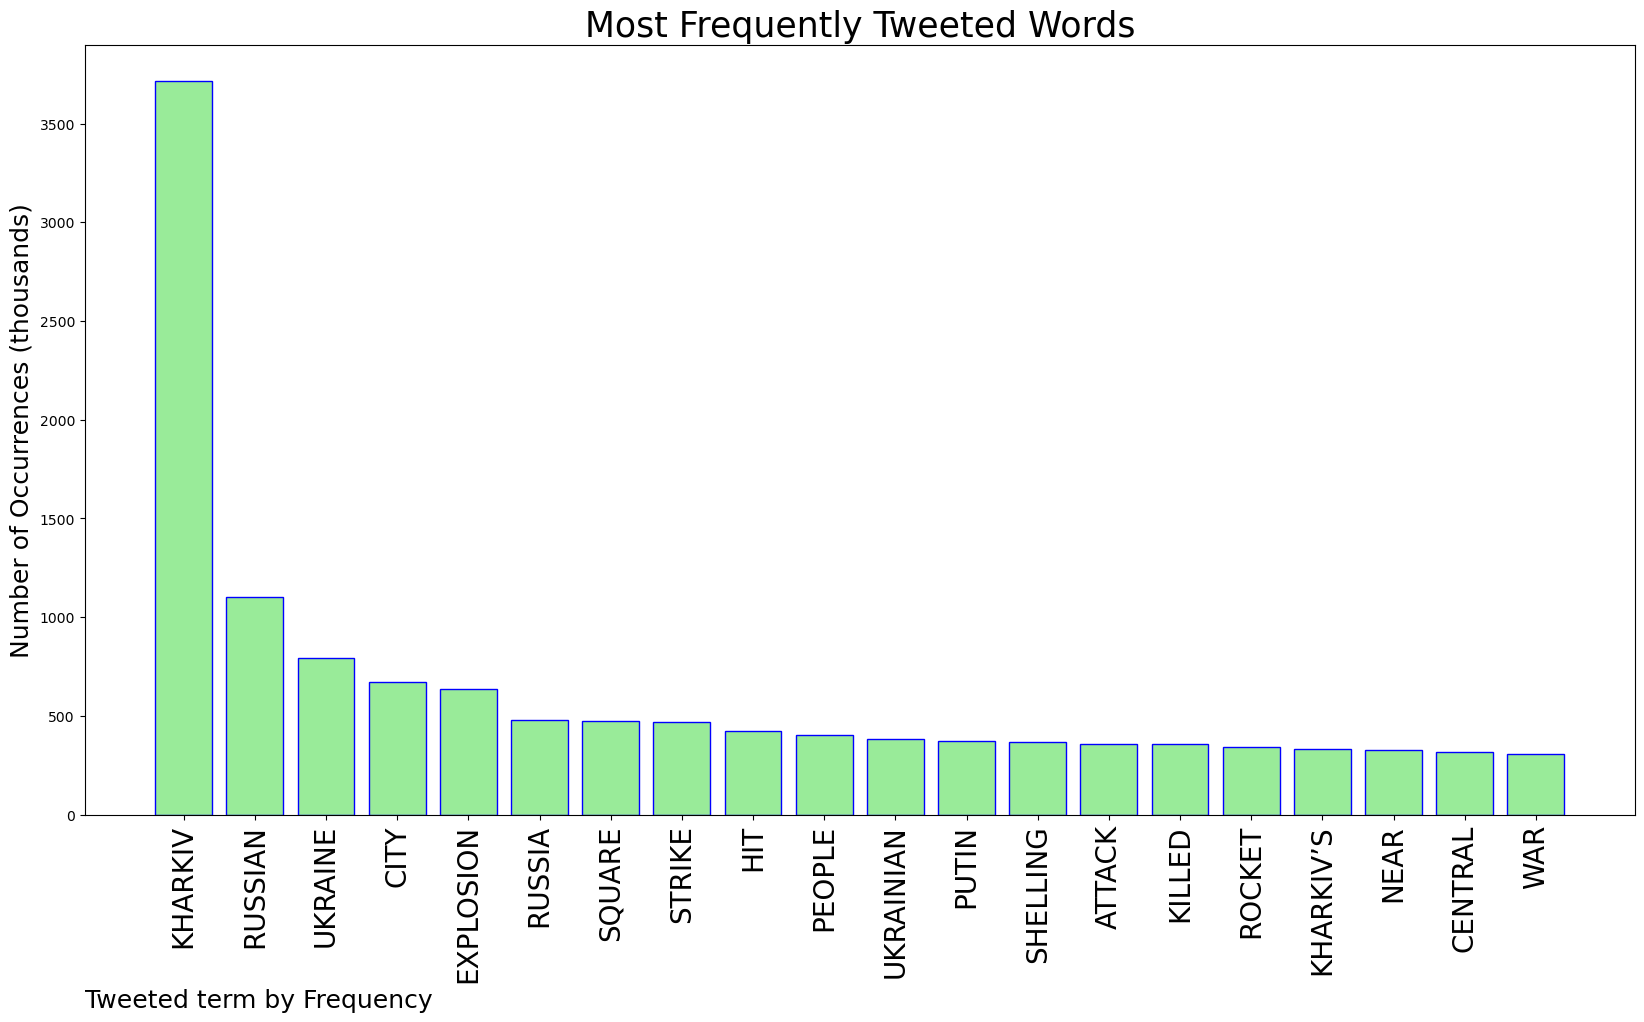 Most Frequently Tweeted Words
Number of Occurrences (thousands)
3500
3000
2500
2000
1500
1000
500
0
KHARKIV
RUSSIAN
UKRAINE
CITY
EXPLOSION
RUSSIA
SQUARE
STRIKE
HIT
PEOPLE
UKRAINIAN
PUTIN
SHELLING
ATTACK
KILLED
ROCKET
KHARKIV’S
NEAR
CENTRAL
WAR
Tweeted term by Frequency